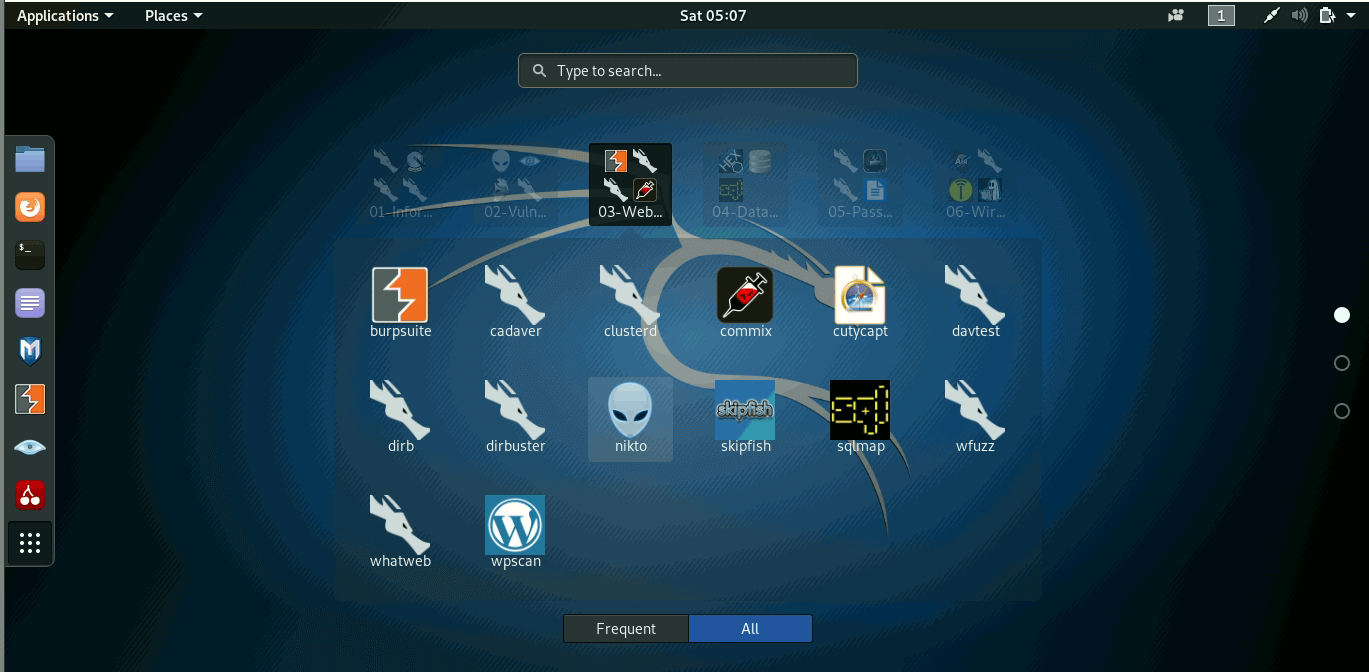 Applications Places Sat 05:07 1
Type to search...
01-Infor... 02-Vuln... 03-Web... 04-Data... 05-Pass... 06-Wir...
burpsuite cadaver clusterd commix cutycapt davtest
dirb dirbuster nikto skipfish sqlmap wfuzz
whatweb wpscan
Frequent All